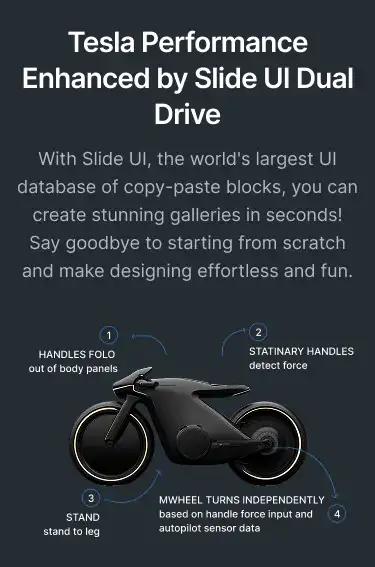 Tesla Performance
Enhanced by Slide UI Dual
Drive
With Slide UI, the world's largest UI
database of copy-paste blocks, you can
create stunning galleries in seconds!
Say goodbye to starting from scratch
and make designing effortless and fun.
1
HANDLES FOLO
out of body panels
2
STATINARY HANDLES
detect force
3
STAND
stand to leg
MWHEEL TURNS INDEPENDENTLY
based on handle force input and
autopilot sensor data
4